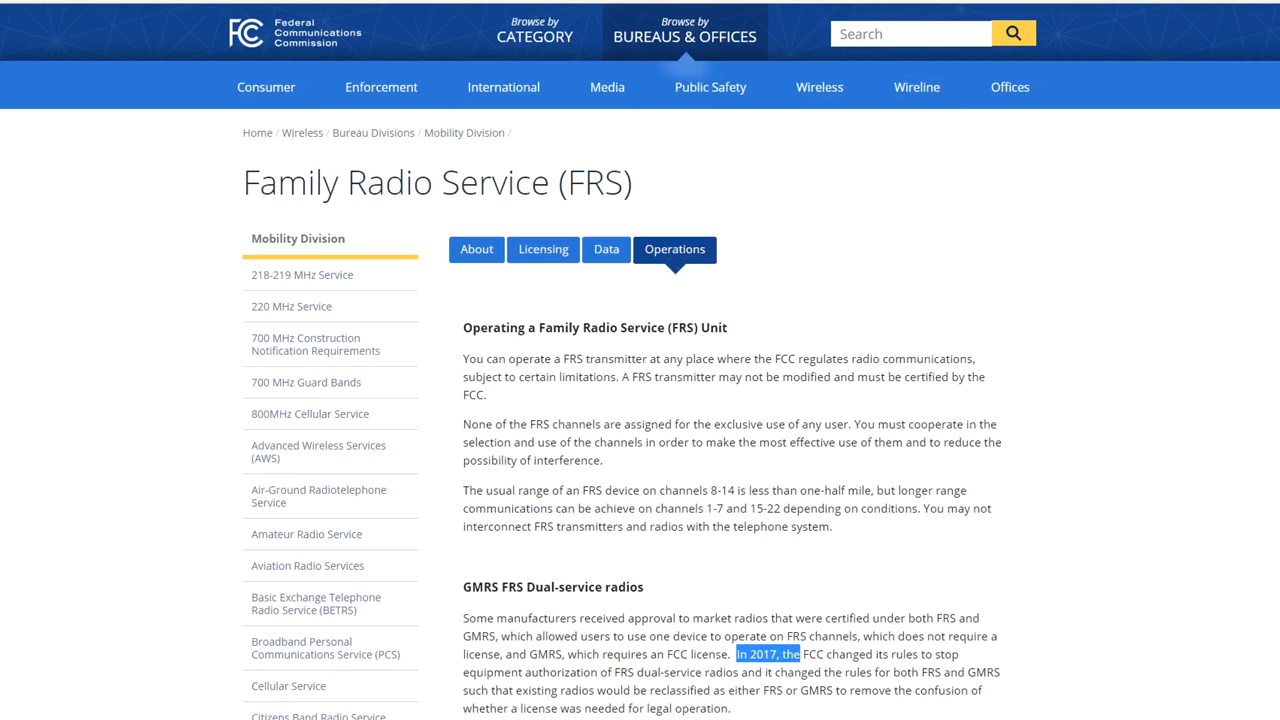 Federal
Communications
Commission
Browse by
CATEGORY
Browse by
BUREAUS & OFFICES
Search
Consumer
Enforcement
International
Media
Public Safety
Wireless
Wireline
Offices
Home / Wireless / Bureau Divisions / Mobility Division /
Family Radio Service (FRS)
Mobility Division
218-219 MHz Service
220 MHz Service
700 MHz Construction
Notification Requirements
700 MHz Guard Bands
800MHz Cellular Service
Advanced Wireless Services
(AWS)
Air-Ground Radiotelephone
Service
Amateur Radio Service
Aviation Radio Services
Basic Exchange Telephone
Radio Service (BETRS)
Broadband Personal
Communications Service (PCS)
Cellular Service
Citizens Band Radio Service
About
Licensing
Data
Operations
Operating a Family Radio Service (FRS) Unit
You can operate a FRS transmitter at any place where the FCC regulates radio communications,
subject to certain limitations. A FRS transmitter may not be modified and must be certified by the
FCC.
None of the FRS channels are assigned for the exclusive use of any user. You must cooperate in the
selection and use of the channels in order to make the most effective use of them and to reduce the
possibility of interference.
The usual range of an FRS device on channels 8-14 is less than one-half mile, but longer range
communications can be achieve on channels 1-7 and 15-22 depending on conditions. You may not
interconnect FRS transmitters and radios with the telephone system.
GMRS FRS Dual-service radios
Some manufacturers received approval to market radios that were certified under both FRS and
GMRS, which allowed users to use one device to operate on FRS channels, which does not require a
license, and GMRS, which requires an FCC license. In 2017, the FCC changed its rules to stop
equipment authorization of FRS dual-service radios and it changed the rules for both FRS and GMRS
such that existing radios would be reclassified as either FRS or GMRS to remove the confusion of
whether a license was needed for legal operation.